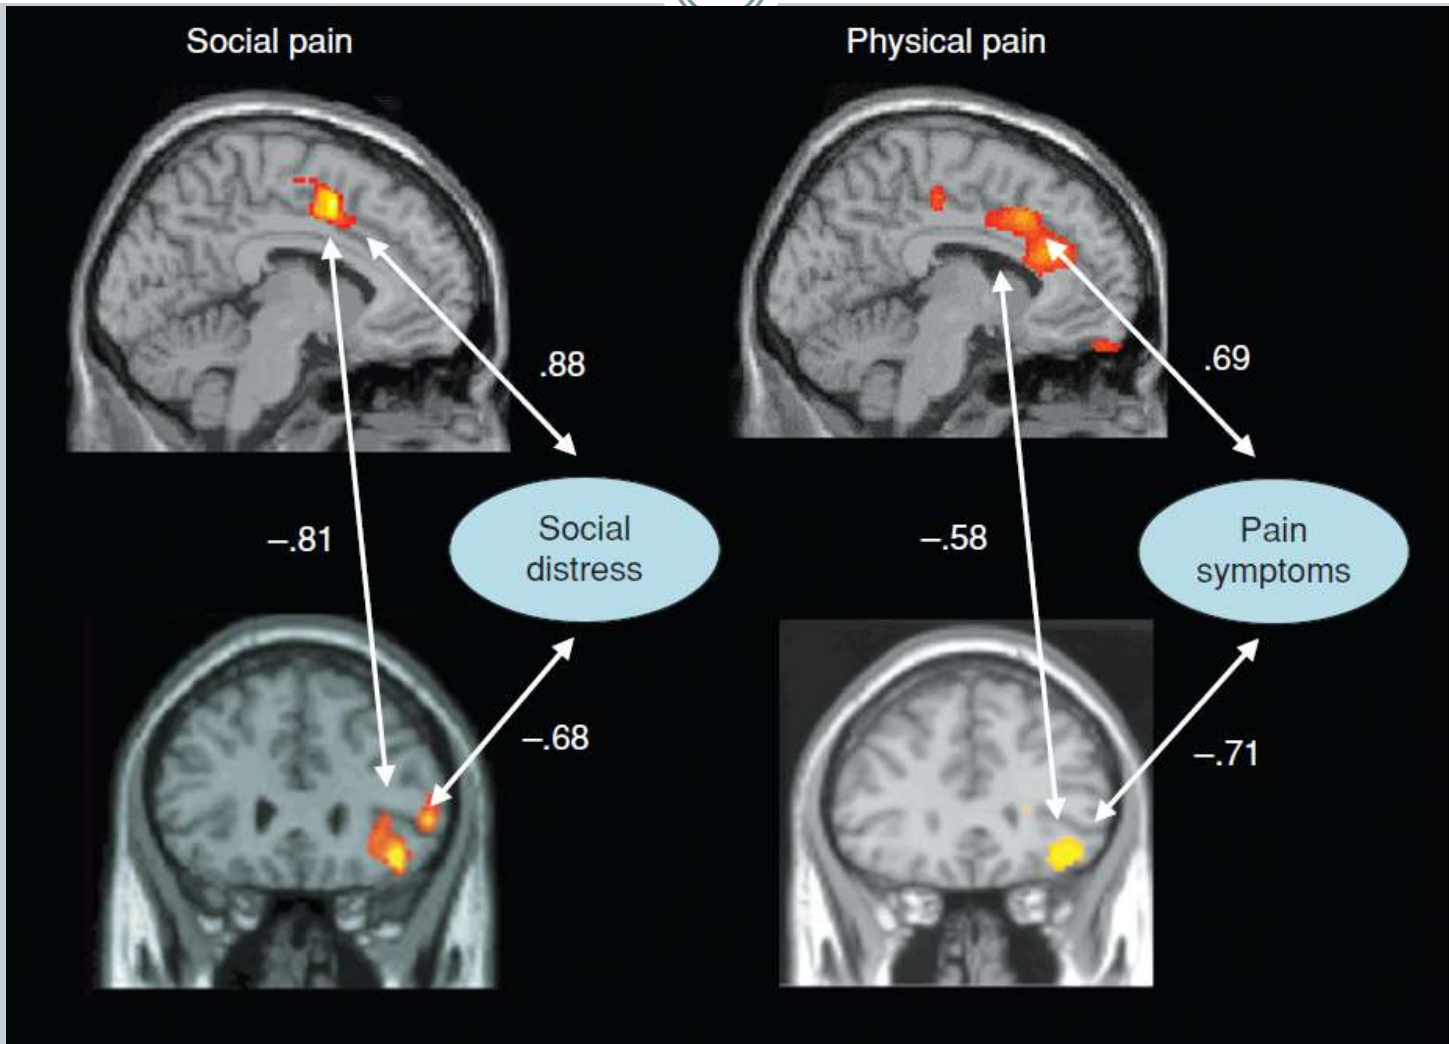 Social pain
Physical pain
.88
.69
–.81
Social
distress
–.58
Pain
symptoms
–.68
–.71